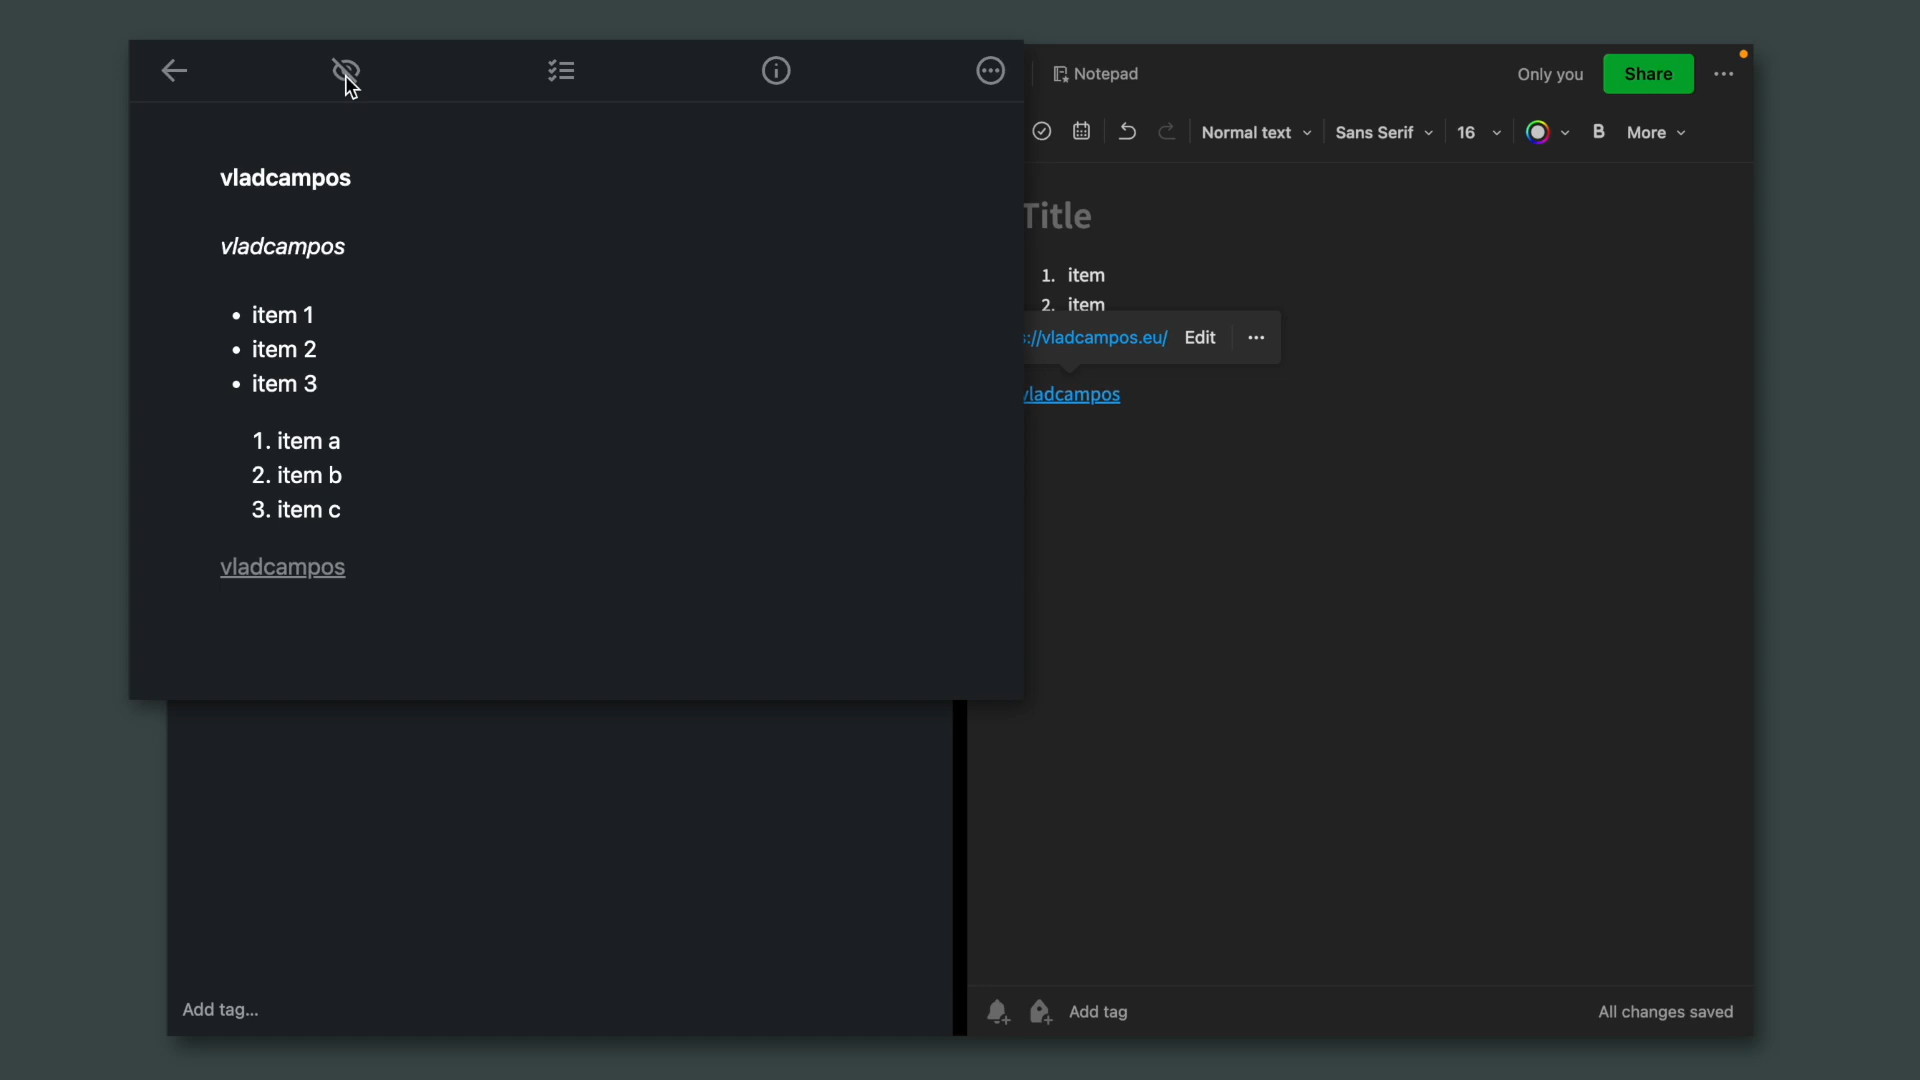 vladcampos
vladcampos
• item 1
• item 2
• item 3
1. item a
2. item b
3. item c
vladcampos
Add tag...
Notepad
Only you
Share
Normal text
Sans Serif
16
B
More
Title
1. item
2. item
://vladcampos.eu/
Edit
vladcampos
Add tag
All changes saved